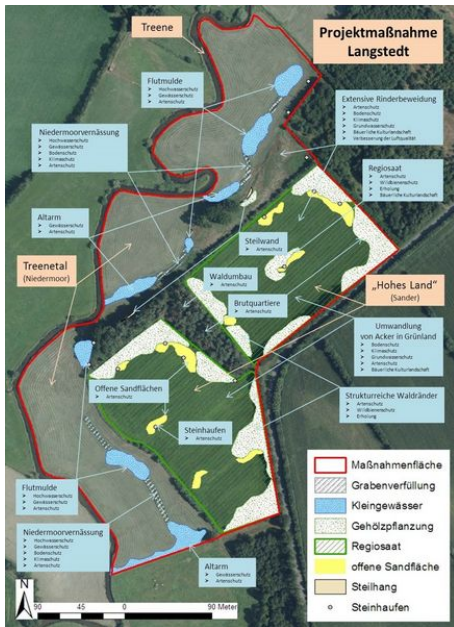 Treene
Projektmaßnahme
Langstedt
Flutmulde
Hochwasserschutz
Gewässerschutz
Artenschutz
Extensive Rinderbeweidung
Artenschutz
Bodenschutz
Klimaschutz
Grundwasserschutz
Bäuerliche Kulturlandschaft
Verbesserung der Luftqualität
Niedermoorvernässung
Hochwasserschutz
Gewässerschutz
Bodenschutz
Klimaschutz
Artenschutz
Regiosaat
Artenschutz
Wildbienenschutz
Erholung
Bäuerliche Kulturlandschaft
Altarm
Gewässerschutz
Artenschutz
Steilwand
Artenschutz
Treenetal
(Niedermoor)
Waldumbau
Artenschutz
„Hohes Land“
(Sander)
Brutquartiere
Artenschutz
Umwandlung
von Acker in Grünland
Bodenschutz
Klimaschutz
Grundwasserschutz
Artenschutz
Bäuerliche Kulturlandschaft
Offene Sandflächen
Artenschutz
Strukturreiche Waldränder
Artenschutz
Wildbienenschutz
Erholung
Steinhaufen
Artenschutz
Flutmulde
Hochwasserschutz
Gewässerschutz
Artenschutz
Niedermoorvernässung
Hochwasserschutz
Gewässerschutz
Bodenschutz
Klimaschutz
Artenschutz
Altarm
Gewässerschutz
Artenschutz
Maßnahmenfläche
Grabenverfüllung
Kleingewässer
Gehölzpflanzung
Regiosaat
offene Sandfläche
Steilhang
Steinhaufen
N
90 45 0 90 Meter